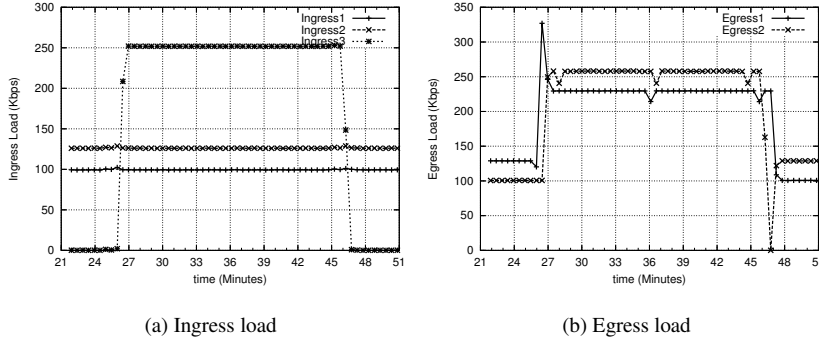 300
250
200
150
100
50
0
Ingress Load (Kbps)
Ingress1
Ingress2
Ingress3
21 24 27 30 33 36 39 42 45 48 51
time (Minutes)
(a) Ingress load
350
300
250
200
150
100
50
0
Egress Load (Kbps)
Egress1
Egress2
21 24 27 30 33 36 39 42 45 48 51
time (Minutes)
(b) Egress load